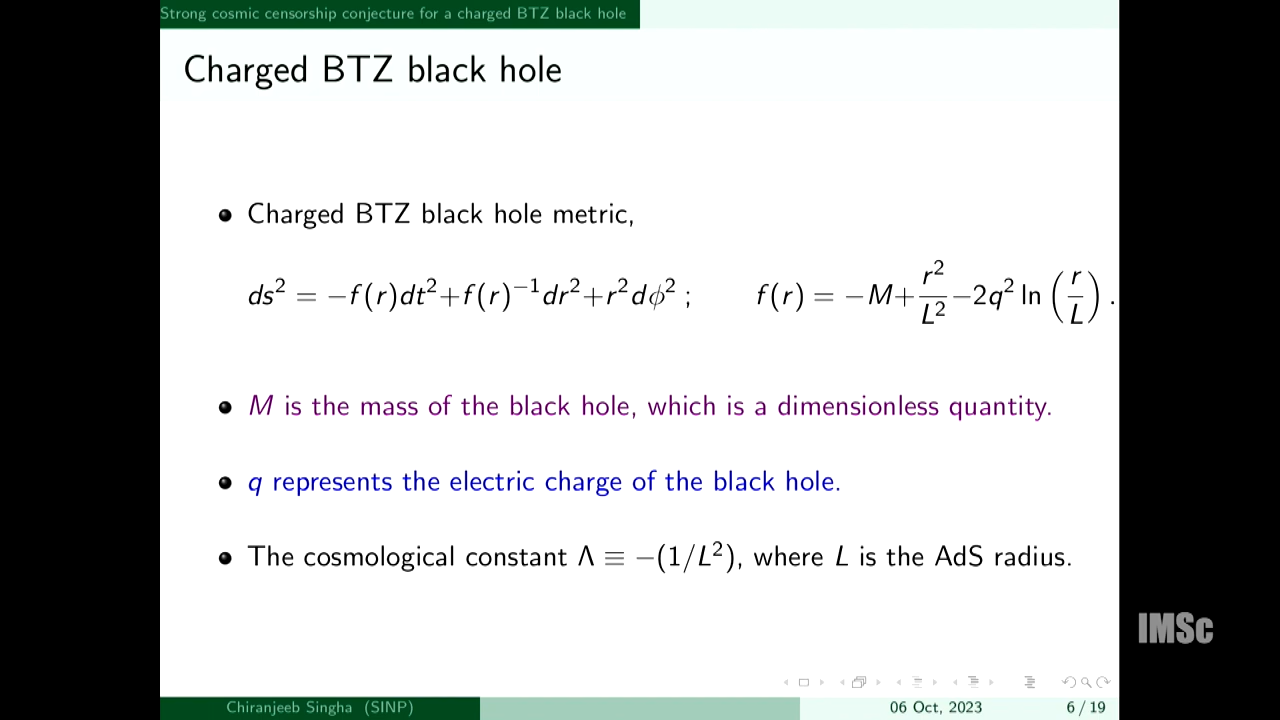 Strong cosmic censorship conjecture for a charged BTZ black hole
Charged BTZ black hole
Charged BTZ black hole metric,
ds² = −f(r)dt²+f(r)⁻¹dr²+r²dϕ² ; f(r) = −M+r²/L²−2q² ln (r/L) .
M is the mass of the black hole, which is a dimensionless quantity.
q represents the electric charge of the black hole.
The cosmological constant Λ ≡ −(1/L²), where L is the AdS radius.
IMSc
Chiranjeeb Singha (SINP) 06 Oct, 2023 6 / 19